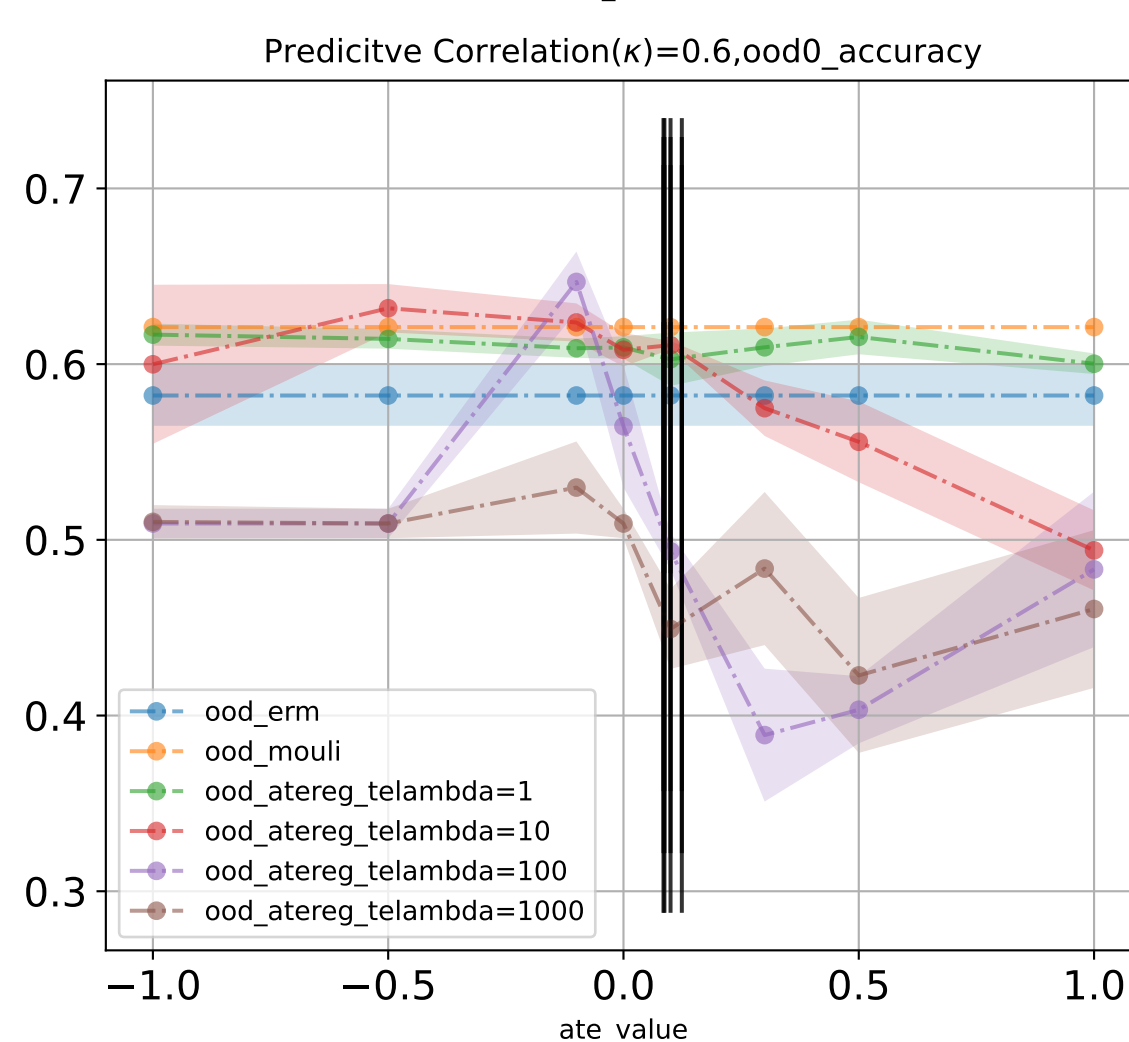 Predicitve Correlation(κ)=0.6,ood0_accuracy
0.7
0.6
0.5
0.4
0.3
ood_erm
ood_mouli
ood_atereg_telambda=1
ood_atereg_telambda=10
ood_atereg_telambda=100
ood_atereg_telambda=1000
−1.0 −0.5 0.0 0.5 1.0
ate_value